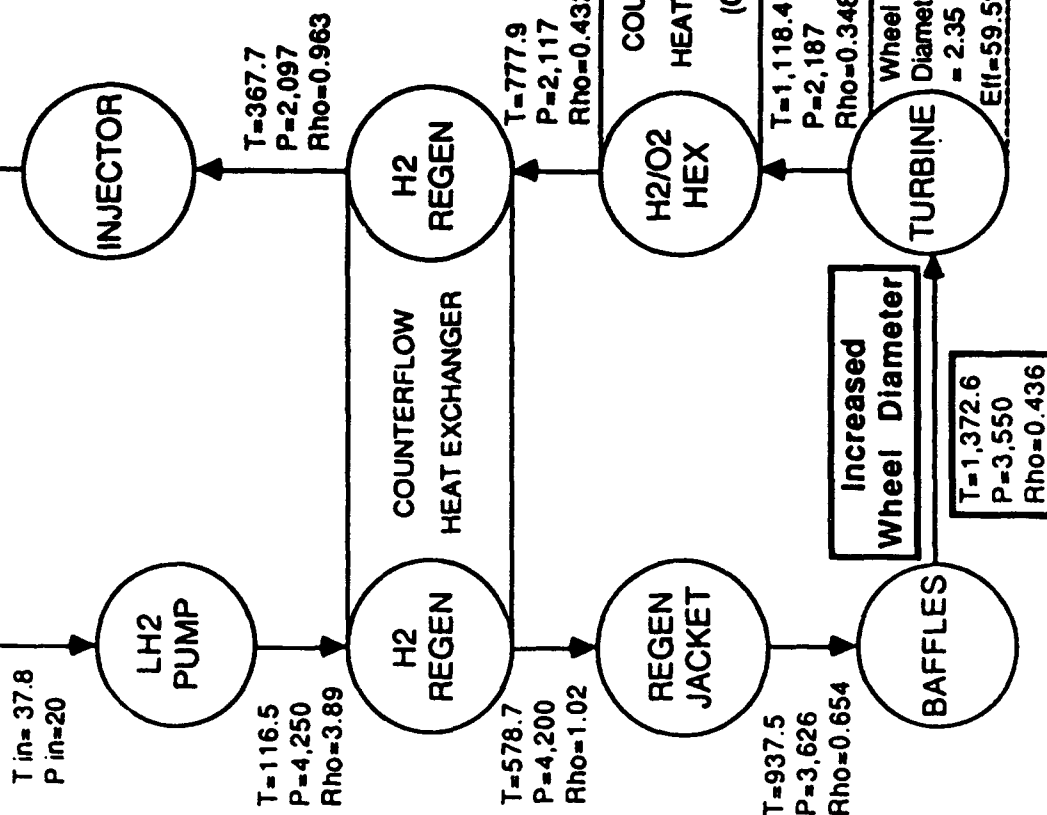 T in= 37.8
P in=20
LH2
PUMP
T=116.5
P=4,250
Rho=3.89
H2
REGEN
T=578.7
P=4,200
Rho=1.02
REGEN
JACKET
T=937.5
P=3,626
Rho=0.654
BAFFLES
COUNTERFLOW
HEAT EXCHANGER
Increased
Wheel Diameter
T=1,372.6
P=3,550
Rho=0.436
INJECTOR
T=367.7
P=2,097
Rho=0.963
H2
REGEN
T=777.9
P=2,117
H2/O2
HEX
HEAT
T=1,118.4
P=2,187
Rho=0.348
TURBINE
Wheel
= 2.35